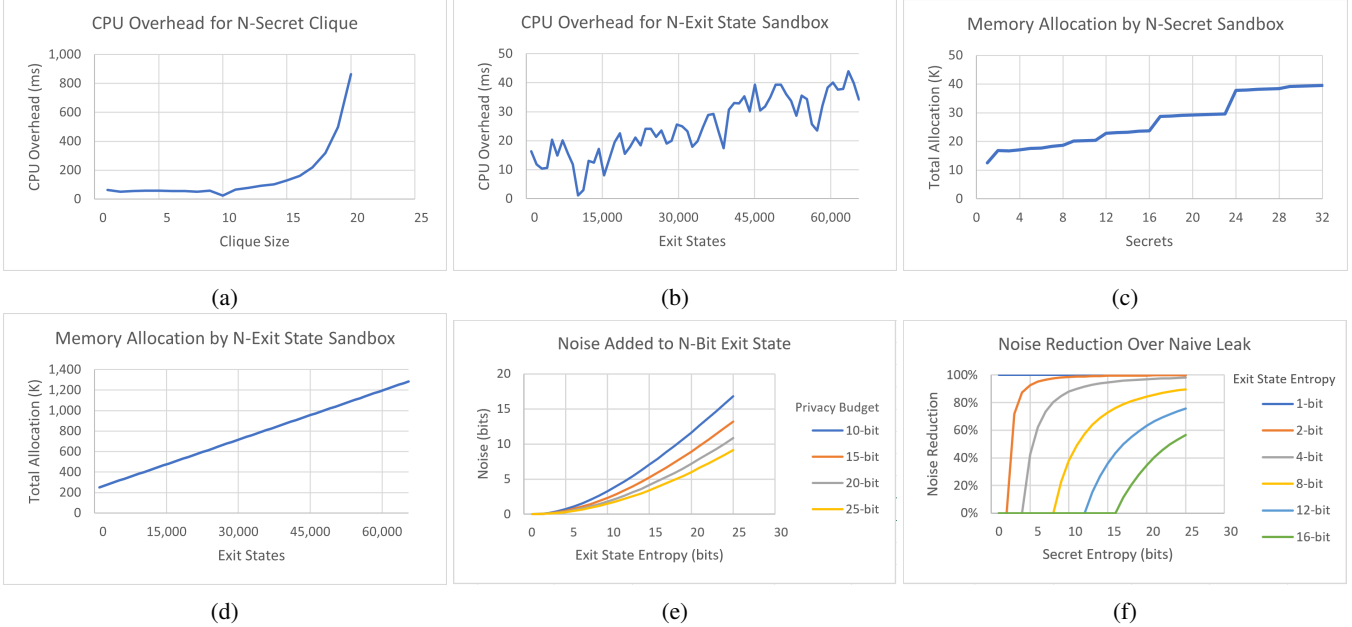 CPU Overhead for N-Secret Clique
1,000
800
600
400
200
0
CPU Overhead (ms)
0 5 10 15 20 25
Clique Size
(a)
CPU Overhead for N-Exit State Sandbox
50
40
30
20
10
0
CPU Overhead (ms)
0 15,000 30,000 45,000 60,000
Exit States
(b)
Memory Allocation by N-Secret Sandbox
50
40
30
20
10
0
Total Allocation (K)
0 4 8 12 16 20 24 28 32
Secrets
(c)
Memory Allocation by N-Exit State Sandbox
1,400
1,200
1,000
800
600
400
200
0
Total Allocation (K)
0 15,000 30,000 45,000 60,000
Exit States
(d)
Noise Added to N-Bit Exit State
20
15
10
5
0
Noise (bits)
0 5 10 15 20 25 30
Exit State Entropy (bits)
Privacy Budget
10-bit
15-bit
20-bit
25-bit
(e)
Noise Reduction Over Naive Leak
100%
80%
60%
40%
20%
0%
Noise Reduction
0 5 10 15 20 25 30
Secret Entropy (bits)
Exit State Entropy
1-bit
2-bit
4-bit
8-bit
12-bit
16-bit
(f)